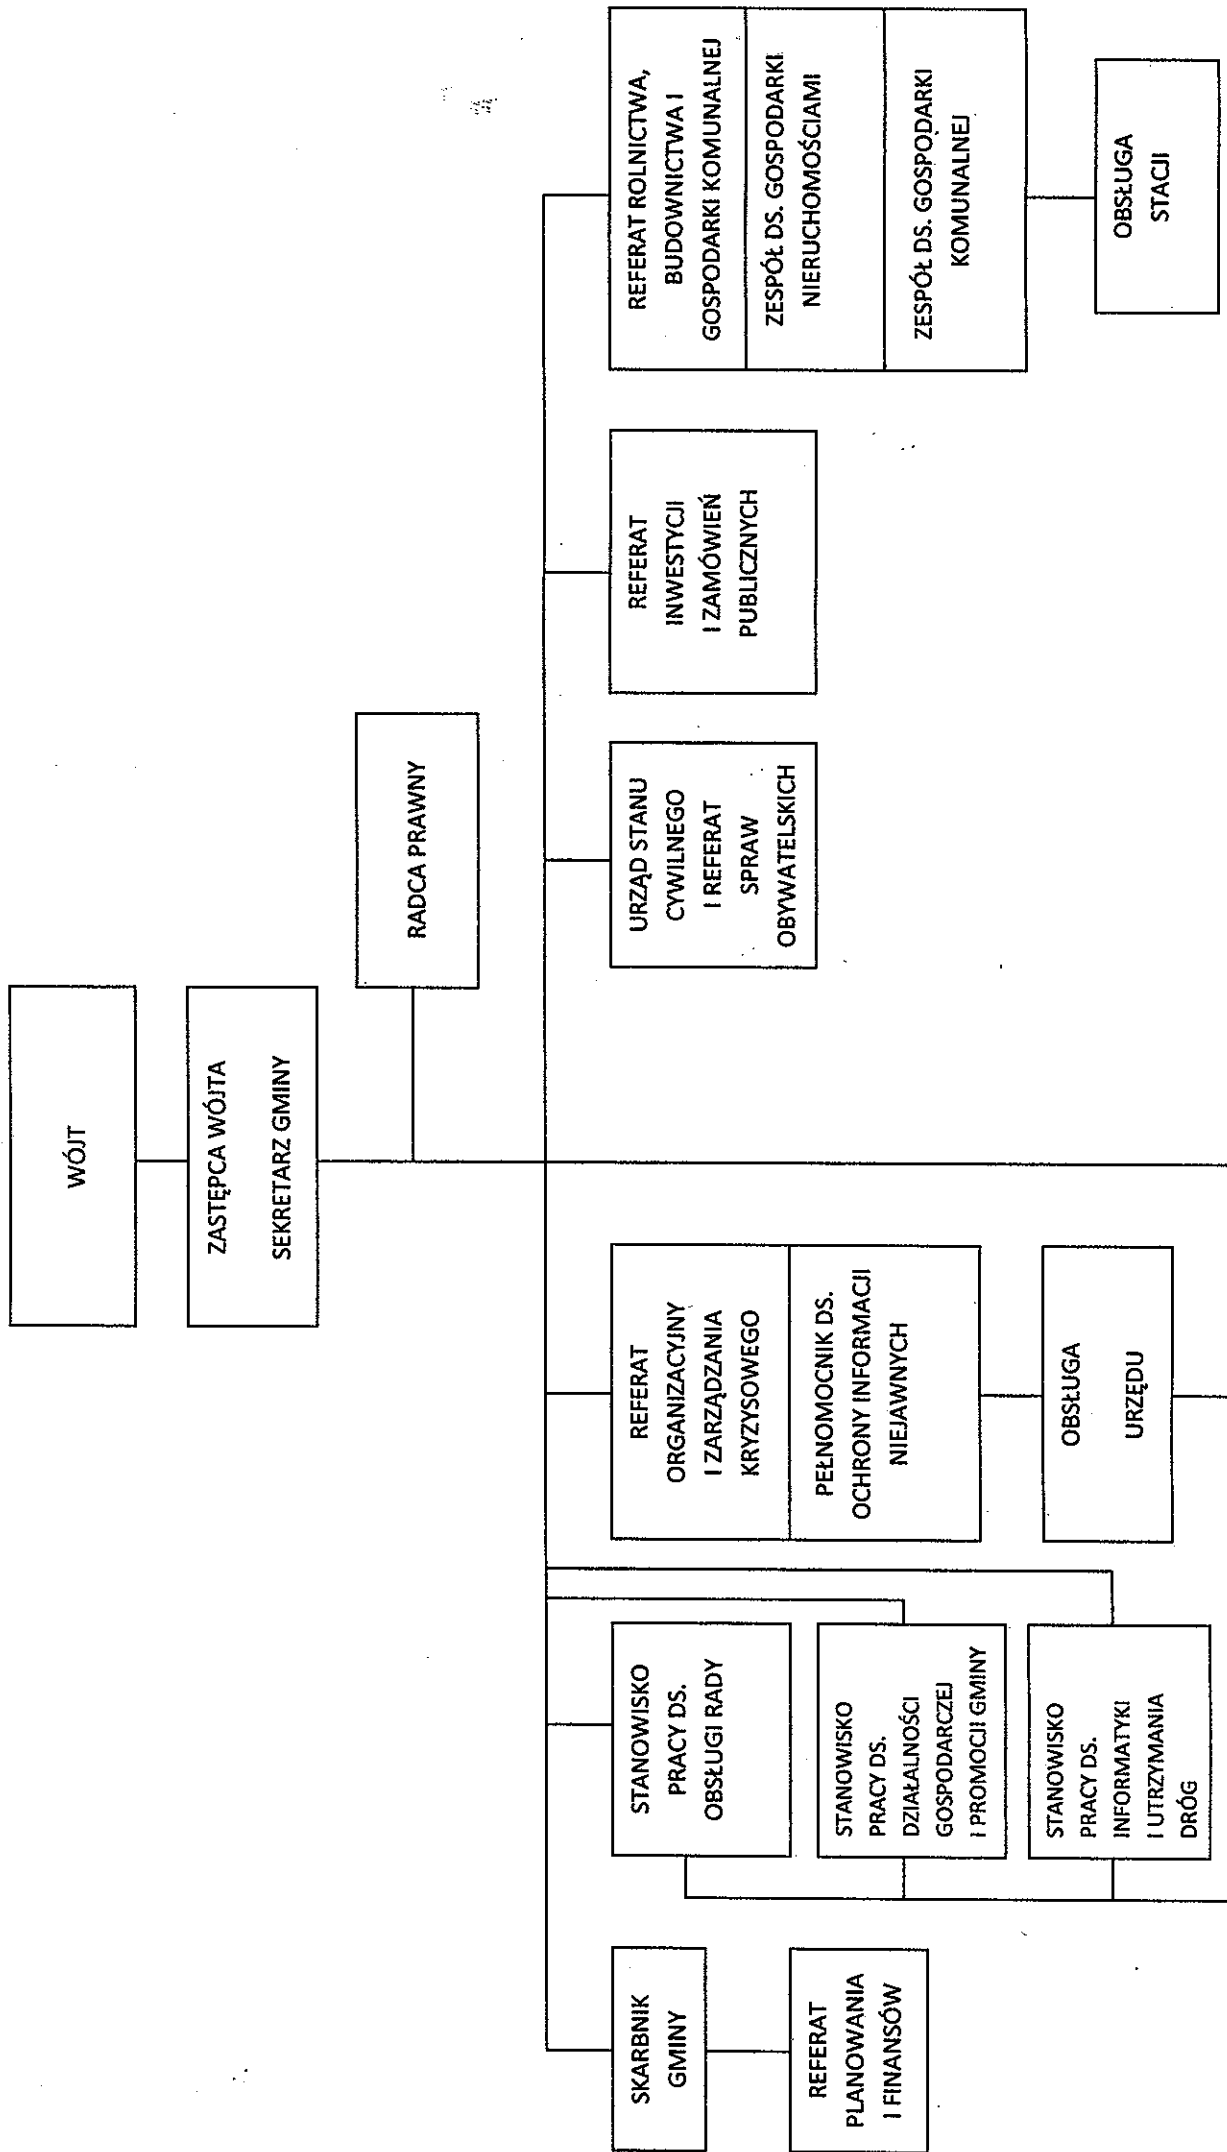 WÓJT
ZASTĘPCA WÓJTA
SEKRETARZ GMINY
RADCA PRAWNY
SKARBNIK
GMINY
REFERAT
PLANOWANIA
I FINANSÓW
STANOWISKO
PRACY DS.
OBSŁUGI RADY
STANOWISKO
PRACY DS.
DZIAŁALNOŚCI
GOSPODARCZEJ
I PROMOCJI GMINY
STANOWISKO
PRACY DS.
INFORMATYKI
I UTRZYMANIA
DRÓG
REFERAT
ORGANIZACYJNY
I ZARZĄDZANIA
KRYZYSOWEGO
PEŁNOMOCNIK DS.
OCHRONY INFORMACJI
NIEJAWNYCH
OBSŁUGA
URZĘDU
URZĄD STANU
CYWILNEGO
I REFERAT
SPRAW
OBYWATELSKICH
REFERAT
INWESTYCJI
I ZAMÓWIEŃ
PUBLICZNYCH
REFERAT ROLNICTWA,
BUDOWNICTWA I
GOSPODARKI KOMUNALNEJ
ZESPÓŁ DS. GOSPODARKI
NIERUCHOMOŚCIAMI
ZESPÓŁ DS. GOSPODARKI
KOMUNALNEJ
OBSŁUGA
STACJI